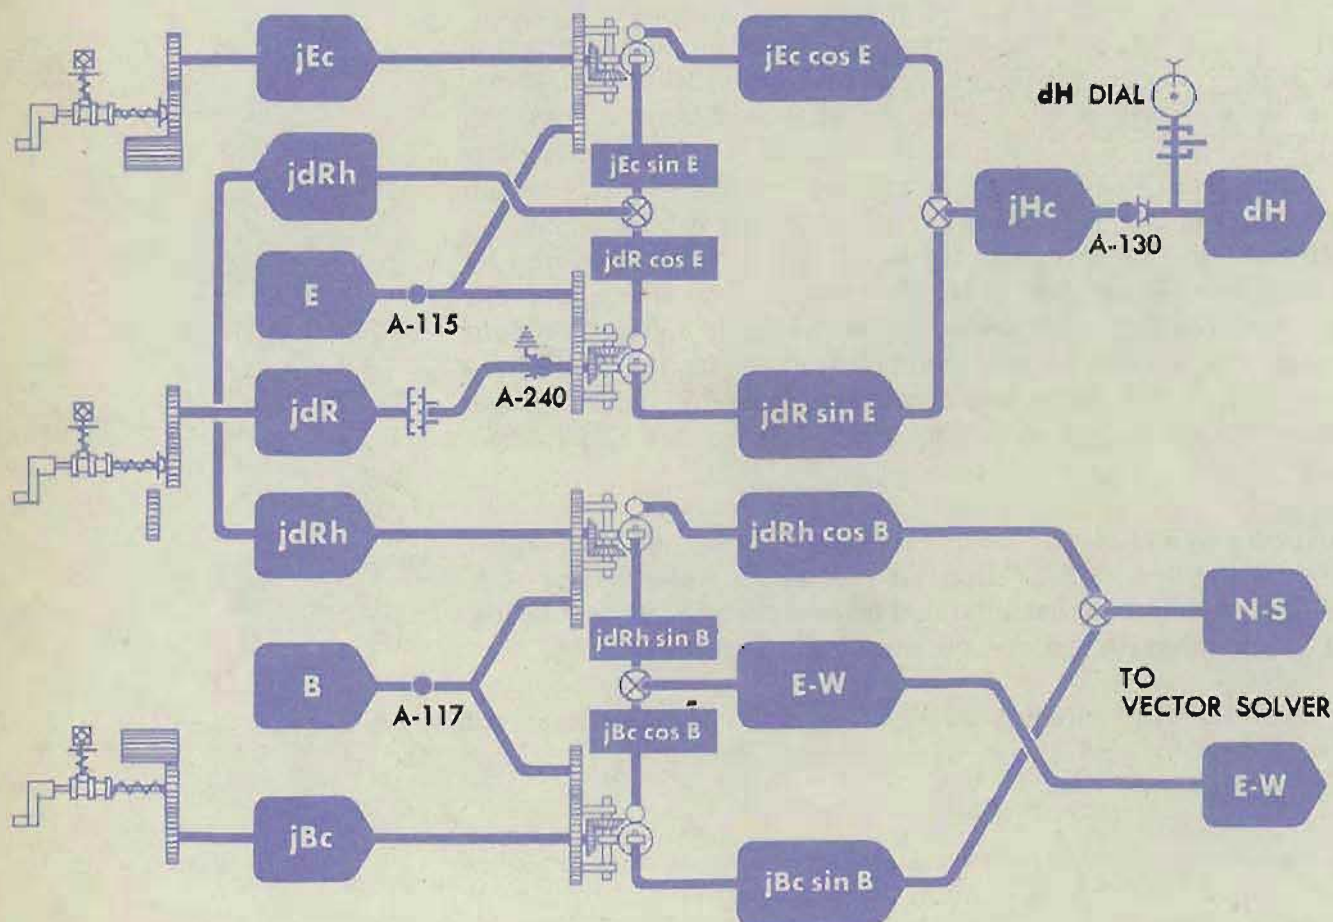 jEc
jEc cos E
dH DIAL
jdRh
jEc sin E
jHc
dH
A-130
jdR cos E
E
A-115
A-240
jdR
jdR sin E
jdRh
jdRh cos B
N-S
jdRh sin B
B
E-W
TO
VECTOR SOLVER
A-117
jBc cos B
E-W
jBc
jBc sin B